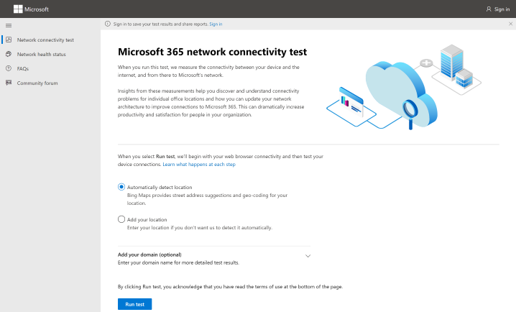 Microsoft
Sign in
Sign in to save your test results and share reports. Sign in
Network connectivity test
Network health status
FAQs
Community forum
Microsoft 365 network connectivity test
When you run this test, we measure the connectivity between your device and the
internet, and from there to Microsoft's network.
Insights from these measurements help you discover and understand connectivity
problems for individual office locations and how you can update your network
architecture to improve connections to Microsoft 365. This can dramatically increase
productivity and satisfaction for people in your organization.
When you select Run test, we'll begin with your web browser connectivity and then test your
device connections. Learn what happens at each step.
Automatically detect location
Bing Maps provides street address suggestions and geo-coding for your
location.
Add your location
Enter your location if you don't want us to detect it automatically.
Add your domain (optional)
Enter your domain name for more detailed test results.
By clicking Run test, you acknowledge that you have read the terms of use at the bottom of the page
Run test